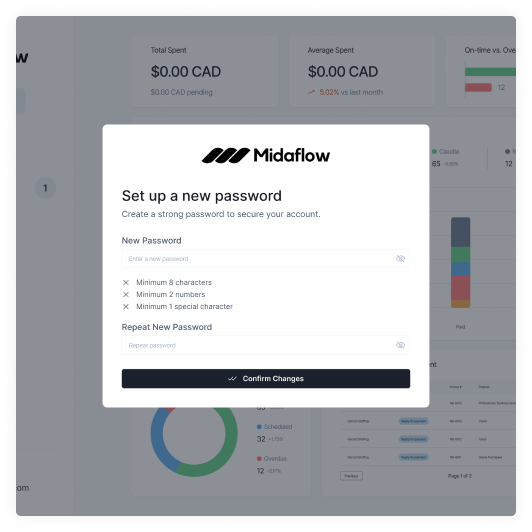 Total Spent
$0.00 CAD
$0.00 CAD pending
Average Spent
$0.00 CAD
5.02% vs last month
On-time vs. Ove
12
w
1
Claudia
65
12
Midaflow
Set up a new password
Create a strong password to secure your account.
New Password
Enter a new password
Minimum 8 characters
Minimum 2 numbers
Minimum 1 special character
Repeat New Password
Repeat password
Confirm Changes
Paid
nt
Scheduled
32
Overdue
12
om
Previous
Page 1 of 2